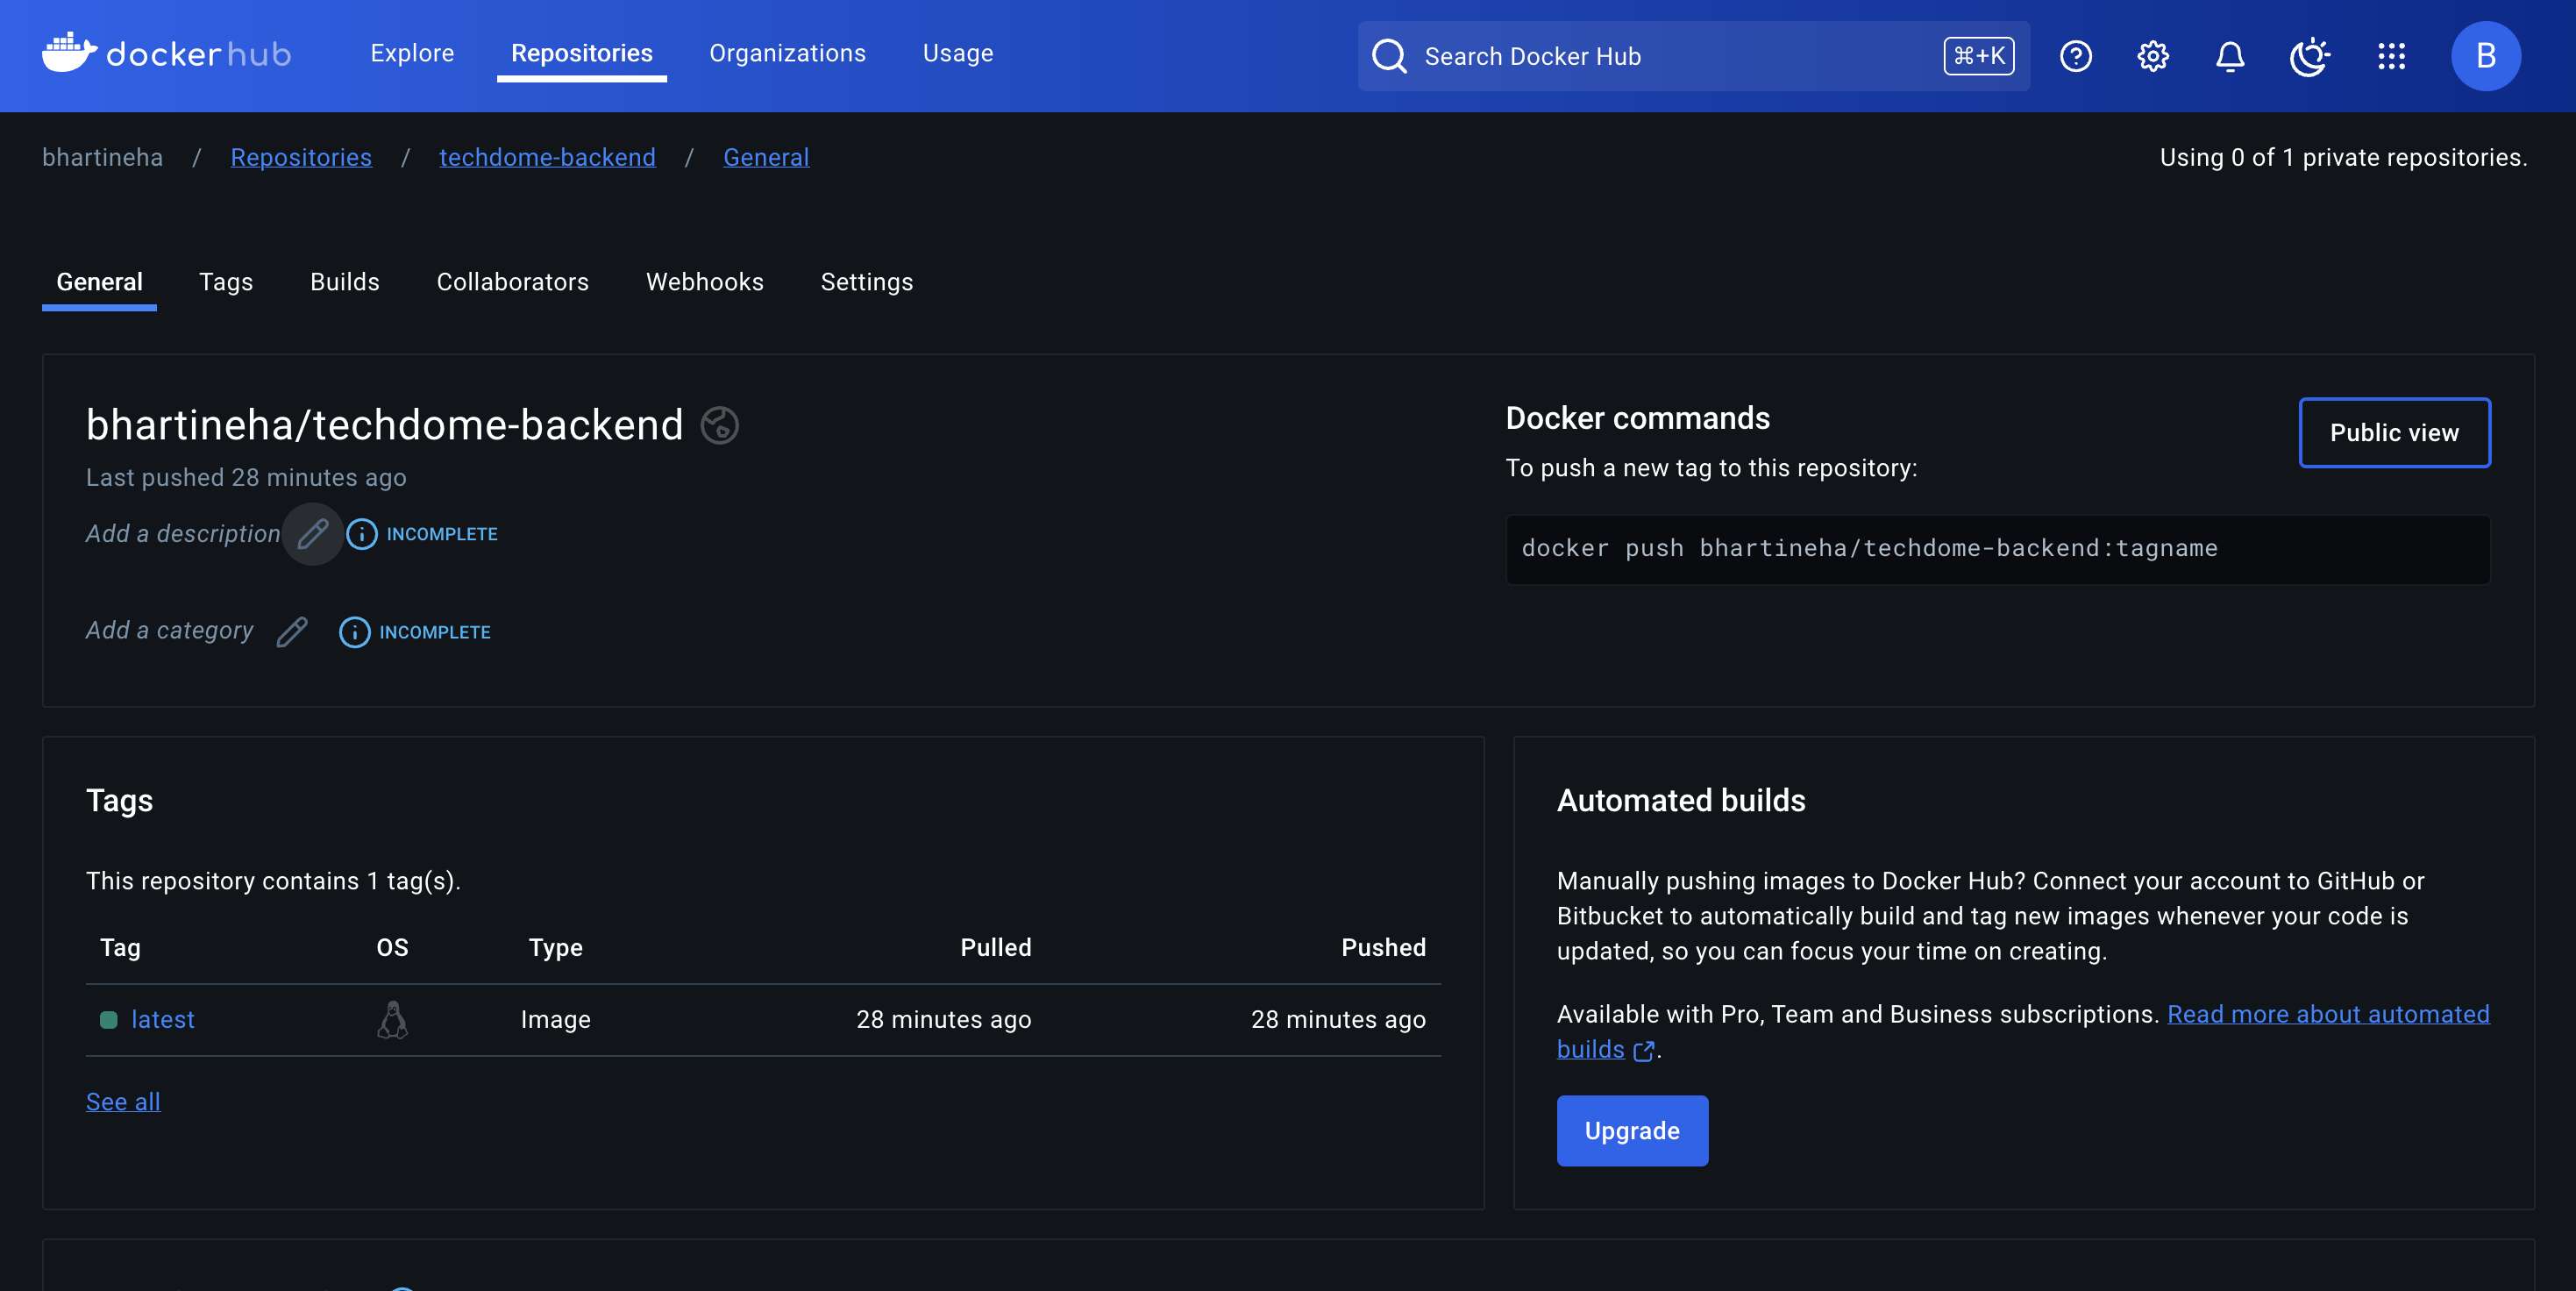 dockerhub
Explore
Repositories
Organizations
Usage
Search Docker Hub
⌘+K
B
bhartineha / Repositories / techdome-backend / General
Using 0 of 1 private repositories.
General
Tags
Builds
Collaborators
Webhooks
Settings
bhartineha/techdome-backend
Last pushed 28 minutes ago
Add a description
INCOMPLETE
Add a category
INCOMPLETE
Docker commands
To push a new tag to this repository:
Public view
docker push bhartineha/techdome-backend:tagname
Tags
This repository contains 1 tag(s).
Tag OS Type Pulled Pushed
latest Image 28 minutes ago 28 minutes ago
See all
Automated builds
Manually pushing images to Docker Hub? Connect your account to GitHub or
Bitbucket to automatically build and tag new images whenever your code is
updated, so you can focus your time on creating.
Available with Pro, Team and Business subscriptions. Read more about automated
builds .
Upgrade